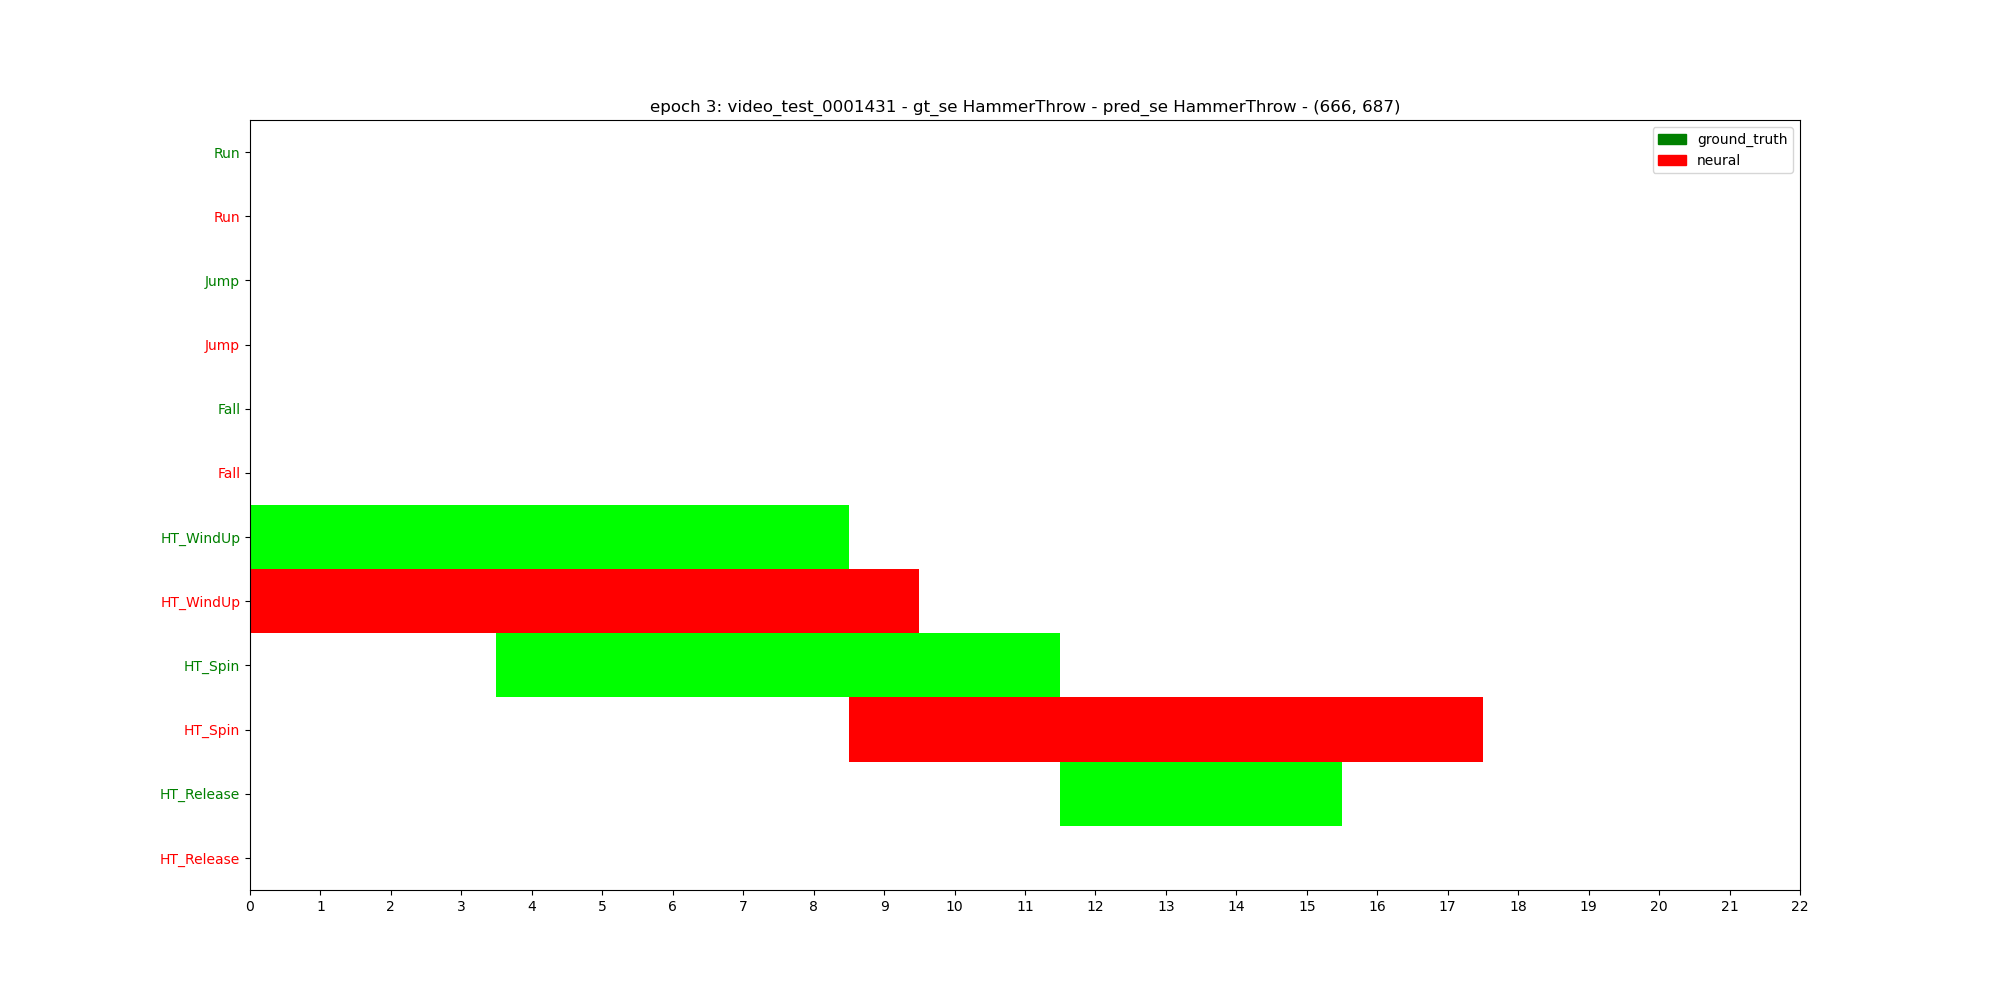 epoch 3: video_test_0001431 - gt_se HammerThrow - pred_se HammerThrow - (666, 687)
ground_truth
neural
Run
Run
Jump
Jump
Fall
Fall
HT_WindUp
HT_WindUp
HT_Spin
HT_Spin
HT_Release
HT_Release
0 1 2 3 4 5 6 7 8 9 10 11 12 13 14 15 16 17 18 19 20 21 22